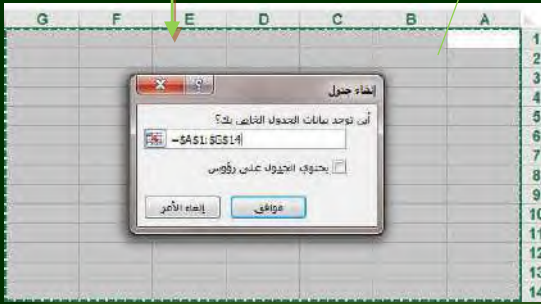 G F E D C B A
1
2
3
4
5
6
7
8
9
10
11
12
13
14
إنشاء جدول
أين توجد بيانات الجدول الخاص بك؟
=$A$1:$G$14
يحتوي الجدول على رؤوس
موافق
إلغاء الأمر